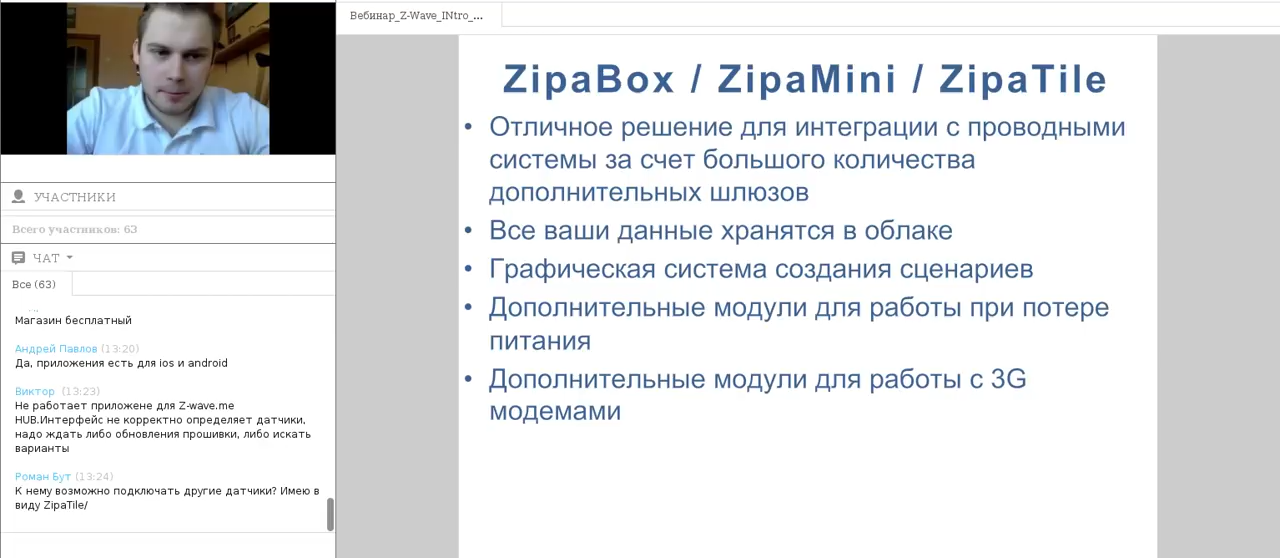 Вебинар_Z-Wave_INtro_...
УЧАСТНИКИ
Всего участников: 63
ЧАТ
Все (63)
Магазин бесплатный
Андрей Павлов (13:20)
Да, приложения есть для ios и android
Виктор (13:23)
Не работает приложене для Z-wave.me
HUB.Интерфейс не корректно определяет датчики,
надо ждать либо обновления прошивки, либо искать
варианты
Роман Бут (13:24)
К нему возможно подключать другие датчики? Имею в
виду ZipaTile/
ZipaBox / ZipaMini / ZipaTile
• Отличное решение для интеграции с проводными
системы за счет большого количества
дополнительных шлюзов
• Все ваши данные хранятся в облаке
• Графическая система создания сценариев
• Дополнительные модули для работы при потере
питания
• Дополнительные модули для работы с 3G
модемами